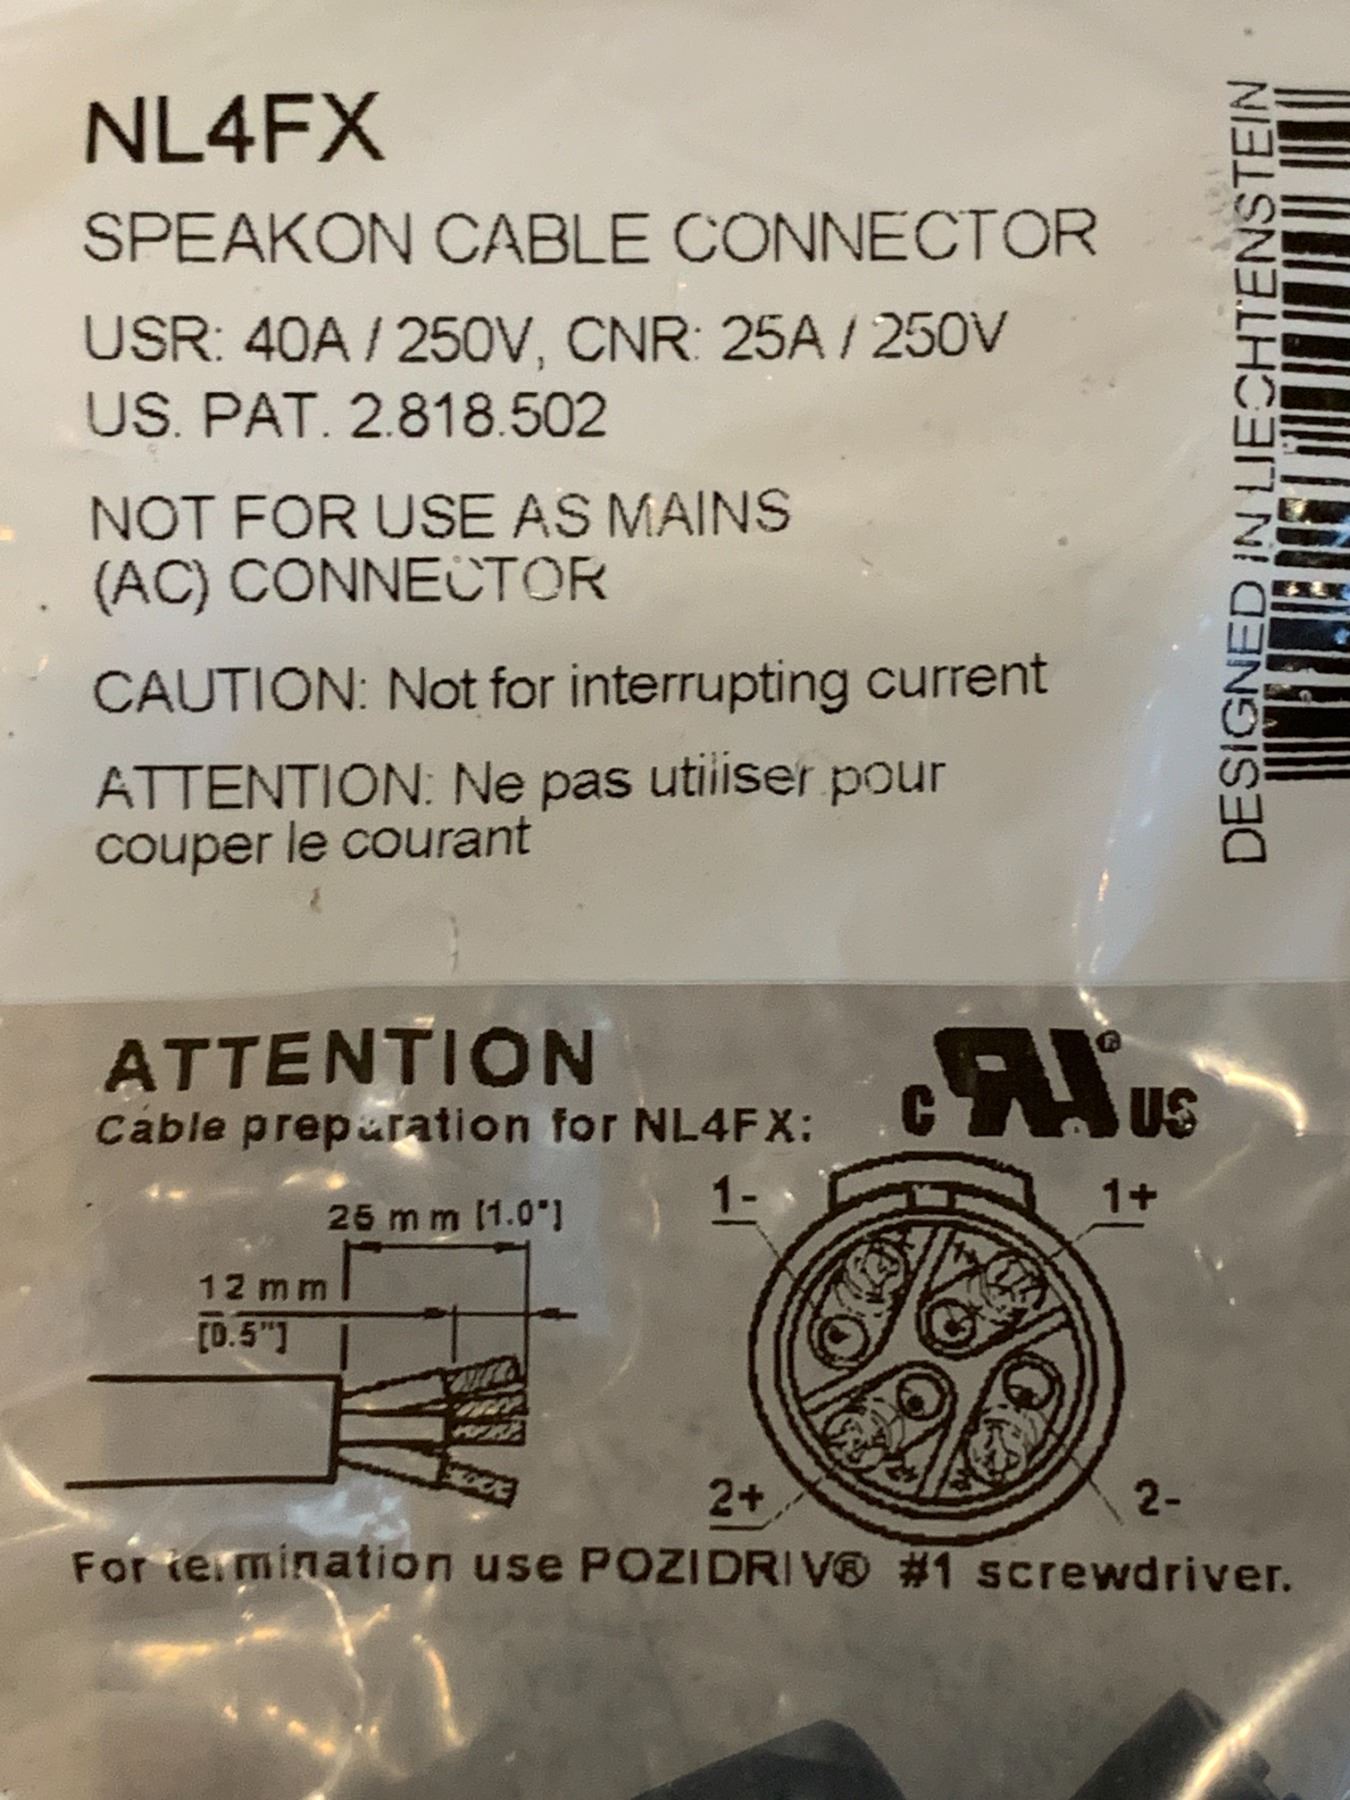 NL4FX
SPEAKON CABLE CONNECTOR
USR: 40A / 250V, CNR: 25A / 250V
US. PAT. 2.818.502
NOT FOR USE AS MAINS
(AC) CONNECTOR
CAUTION: Not for interrupting current
ATTENTION: Ne pas utiliser pour
couper le courant
DESIGNED IN LIECHTENSTEIN
ATTENTION
Cable preparation for NL4FX:
c RU® US
25 mm [1.0"]
12 mm
[0.5"]
1-
1+
2+
2-
For termination use POZIDRIV® #1 screwdriver.